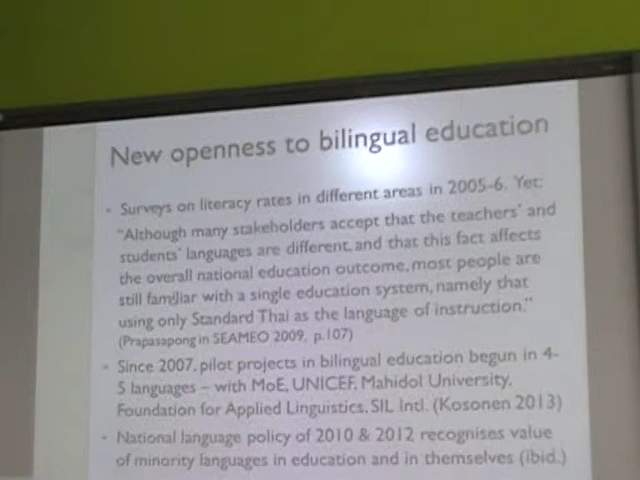 New openness to bilingual education
• Surveys on literacy rates in different areas in 2005-6. Yet:
“Although many stakeholders accept that the teachers’ and
students’ languages are different, and that this fact affects
the overall national education outcome, most people are
still familiar with a single education system, namely that
using only Standard Thai as the language of instruction.”
(Prapasapong in SEAMEO 2009, p.107)
• Since 2007, pilot projects in bilingual education begun in 4-
5 languages – with MoE, UNICEF, Mahidol University,
Foundation for Applied Linguistics, SIL Intl. (Kosonen 2013)
• National language policy of 2010 & 2012 recognises value
of minority languages in education and in themselves (ibid.)